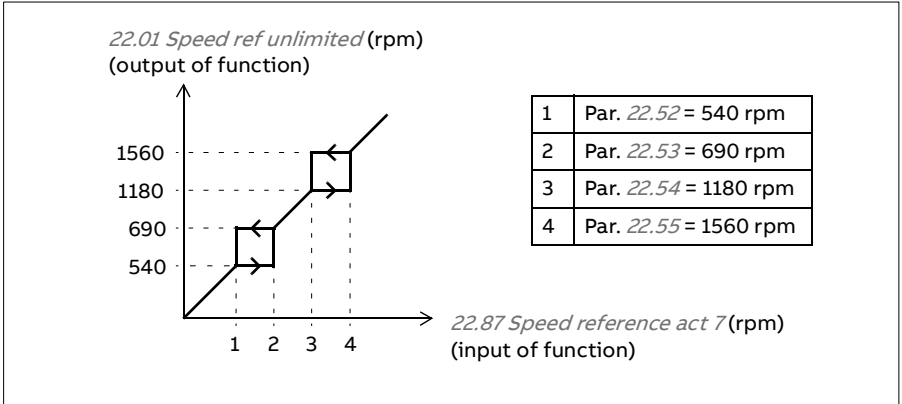 22.01 Speed ref unlimited (rpm)
(output of function)
1560
1180
690
540
1 2 3 4
22.87 Speed reference act 7 (rpm)
(input of function)
1 Par. 22.52 = 540 rpm
2 Par. 22.53 = 690 rpm
3 Par. 22.54 = 1180 rpm
4 Par. 22.55 = 1560 rpm